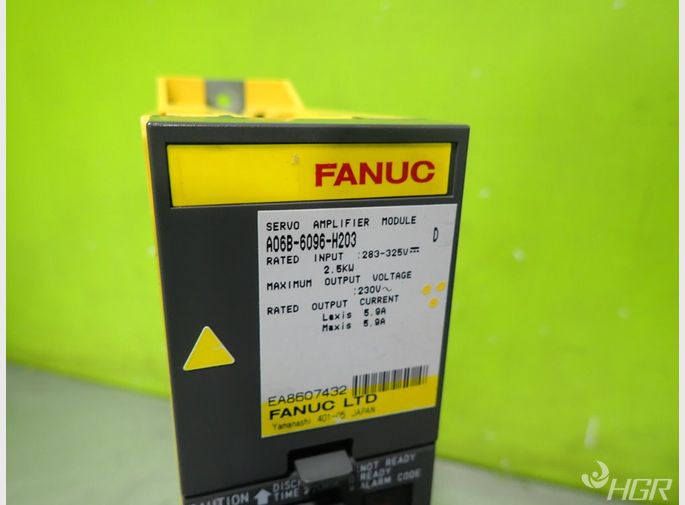 FANUC
SERVO AMPLIFIER MODULE
A06B-6096-H203 D
RATED INPUT :283-325V⎓
2.5KW
MAXIMUM OUTPUT VOLTAGE
:230V~
RATED OUTPUT CURRENT
Laxis 5.9A
Maxis 5.9A
EA8607432
FANUC LTD
Yamanashi 401-05 JAPAN
NOT READY
READY
CAUTION TIME ALARM CODE
HGR